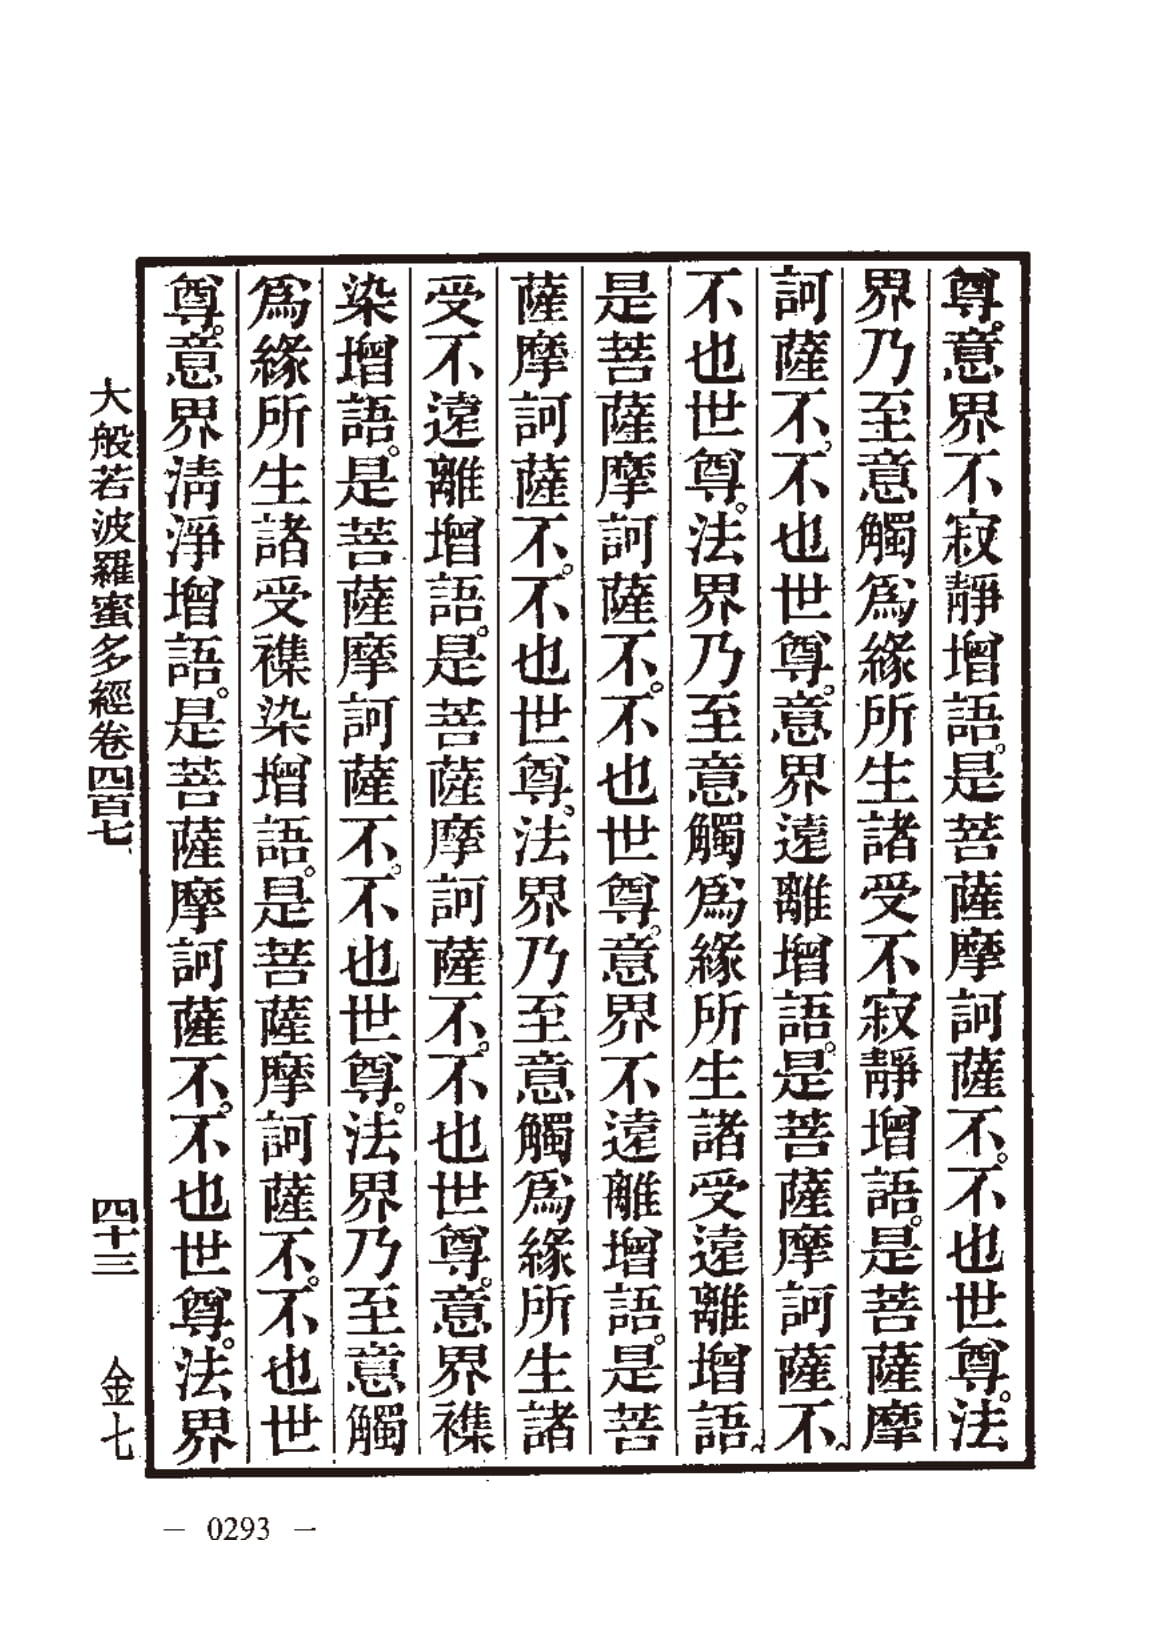 尊。意界不寂靜增語。是菩薩摩訶薩不。不也世尊。法
界乃至意觸爲緣所生諸受不寂靜增語。是菩薩摩
訶薩不。不也世尊。意界遠離增語。是菩薩摩訶薩不。
不也世尊。法界乃至意觸爲緣所生諸受遠離增語。
是菩薩摩訶薩不。不也世尊。意界不遠離增語。是菩
薩摩訶薩不。不也世尊。法界乃至意觸爲緣所生諸
受不遠離增語。是菩薩摩訶薩不。不也世尊。意界襍
染增語。是菩薩摩訶薩不。不也世尊。法界乃至意觸
爲緣所生諸受襍染增語。是菩薩摩訶薩不。不也世
尊。意界淸淨增語。是菩薩摩訶薩不。不也世尊。法界
大般若波羅蜜多經卷四百七 四十三 金七
— 0293 —